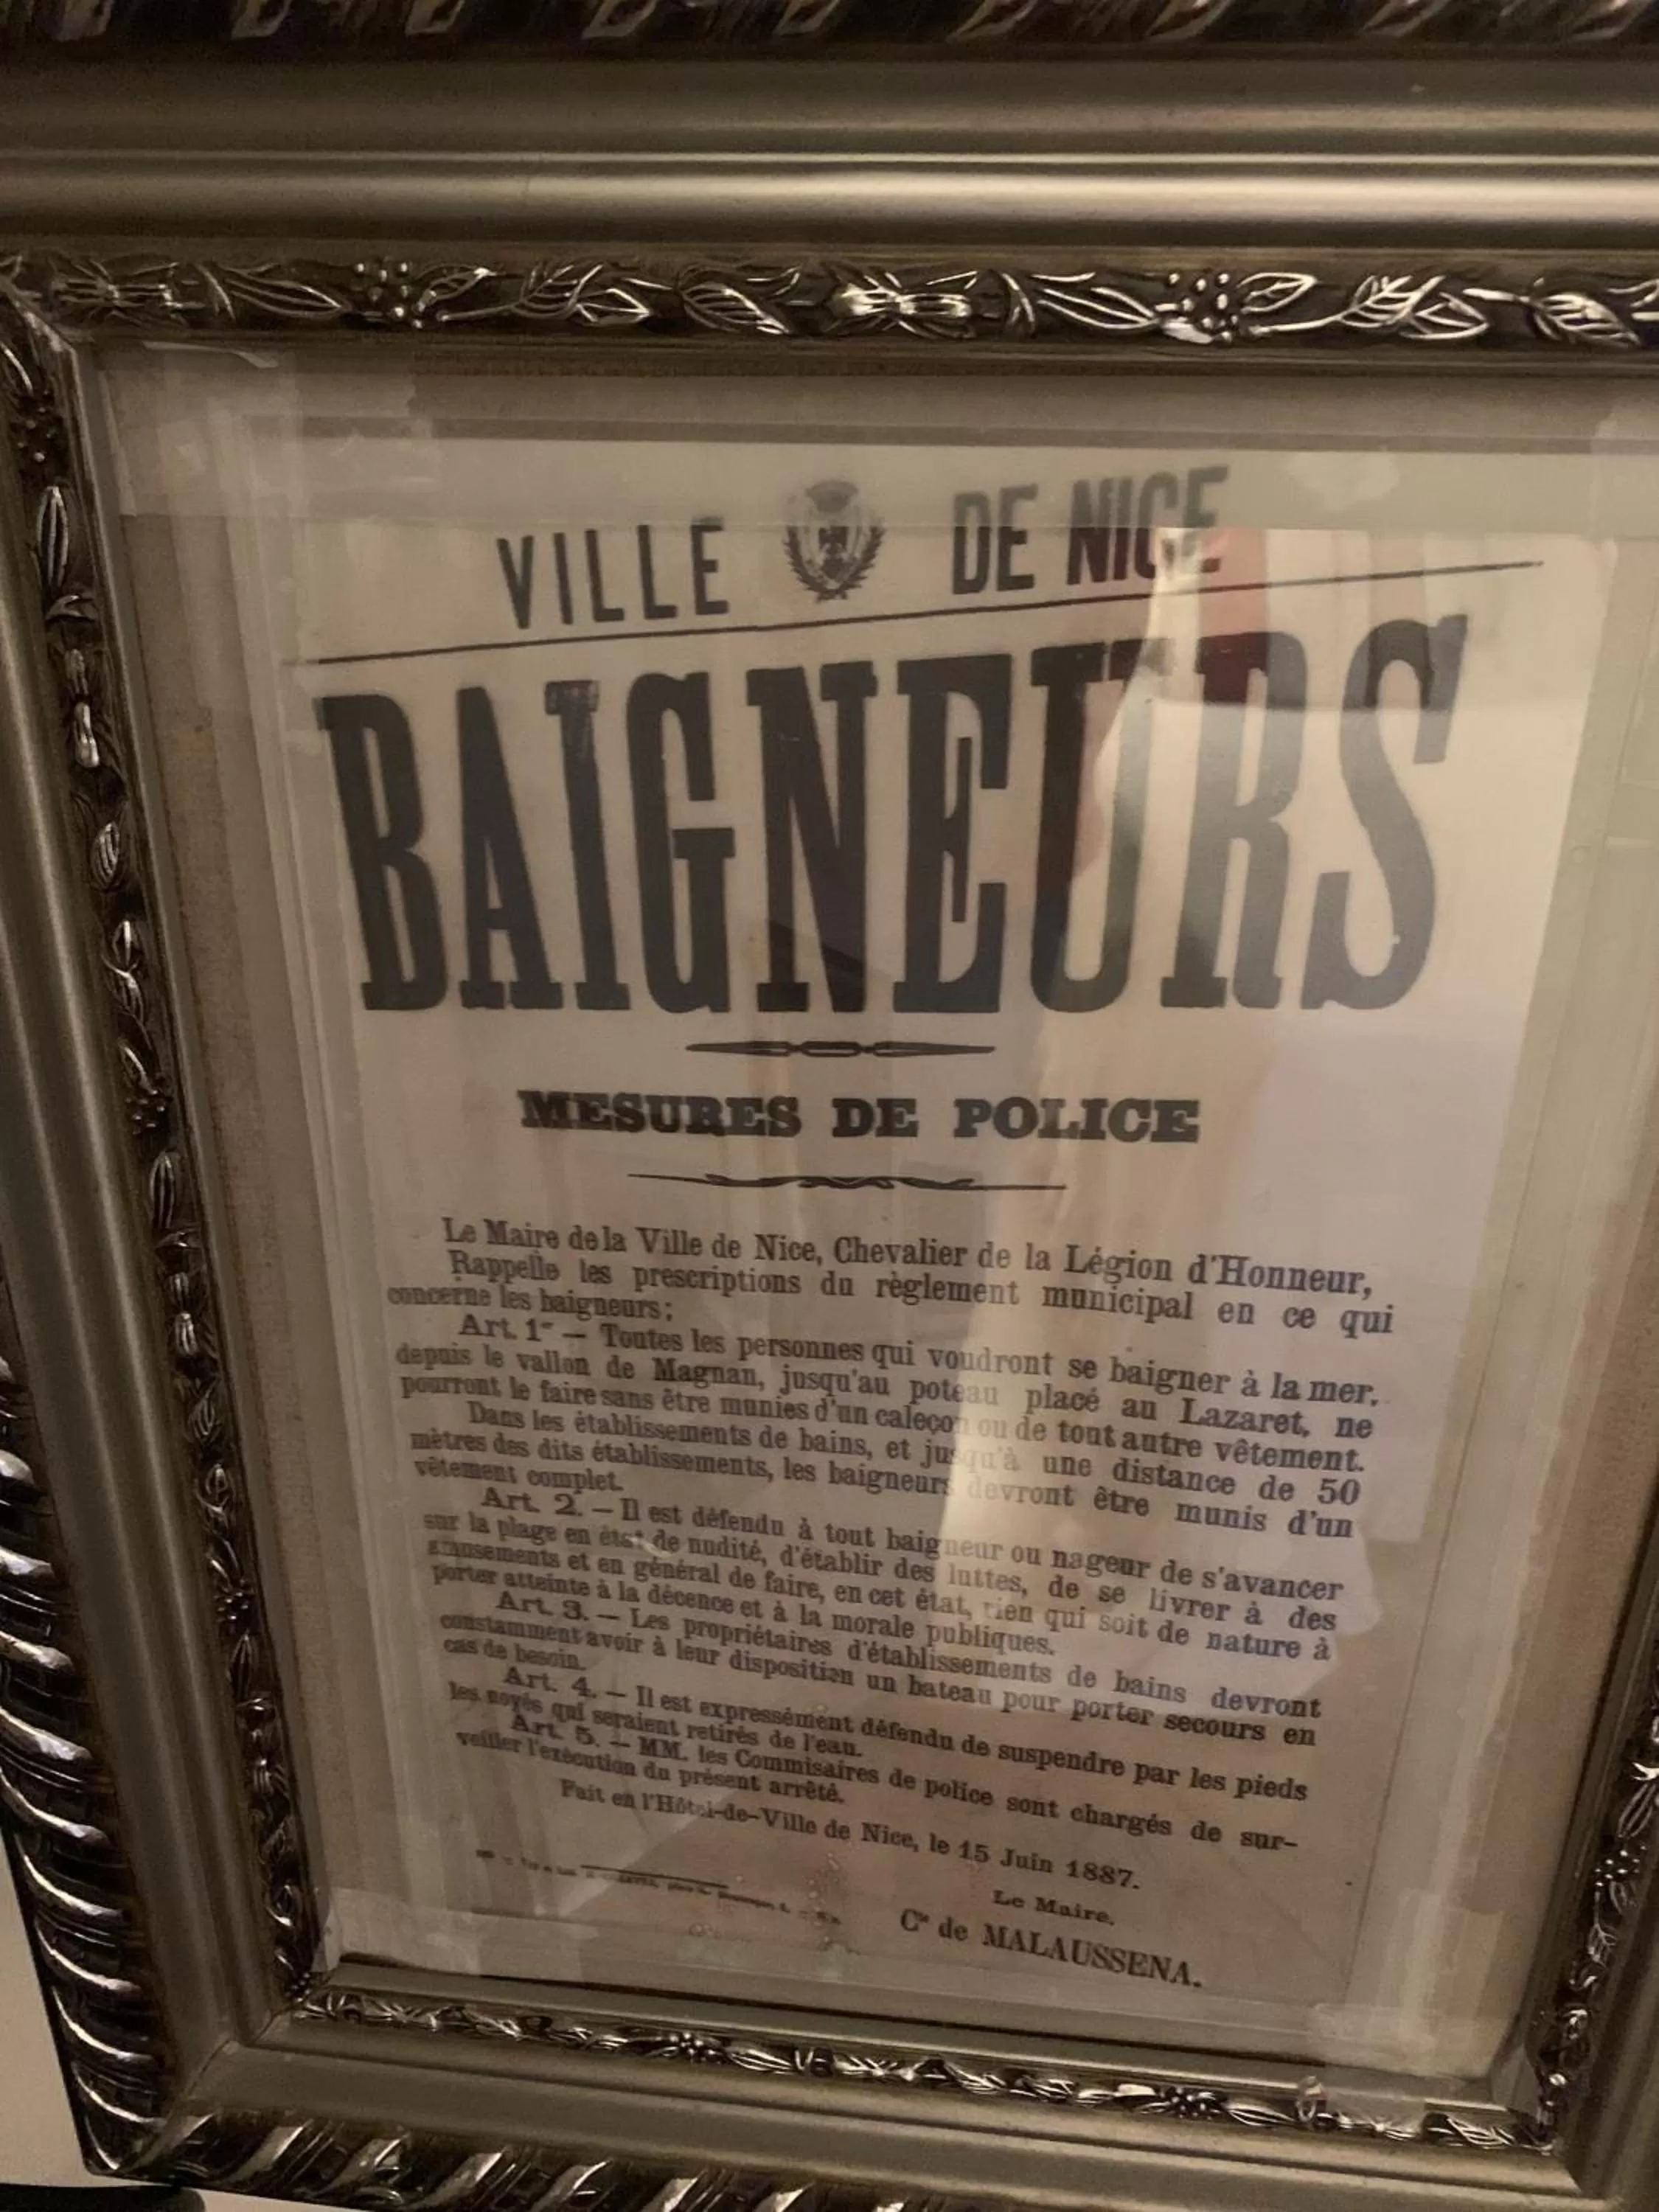 VILLE DE NICE
BAIGNEURS
MESURES DE POLICE
Le Maire de la Ville de Nice, Chevalier de la Légion d'Honneur,
Rappelle les prescriptions du règlement municipal en ce qui
concerne les baigneurs;
Art. 1er — Toutes les personnes qui voudront se baigner à la mer,
depuis le vallon de Magnan, jusqu'au poteau placé au Lazaret, ne
pourront le faire sans être munies d'un caleçon ou de tout autre vêtement.
Dans les établissements de bains, et jusqu'à une distance de 50
mètres des dits établissements, les baigneurs devront être munis d'un
vêtement complet.
Art. 2. — Il est défendu à tout baigneur ou nageur de s'avancer
sur la plage en état de nudité, d'établir des luttes, de se livrer à des
amusements et en général de faire, en cet état, rien qui soit de nature à
porter atteinte à la décence et à la morale publiques.
Art. 3. — Les propriétaires d'établissements de bains devront
constamment avoir à leur disposition un bateau pour porter secours en
cas de besoin.
Art. 4. — Il est expressément défendu de suspendre par les pieds
les noyés qui seraient retirés de l'eau.
Art. 5. — MM. les Commisaires de police sont chargés de sur-
veiller l'exécution du présent arrêté.
Fait en l'Hôtel-de-Ville de Nice, le 15 Juin 1887.
Le Maire,
Cte de MALAUSSENA.